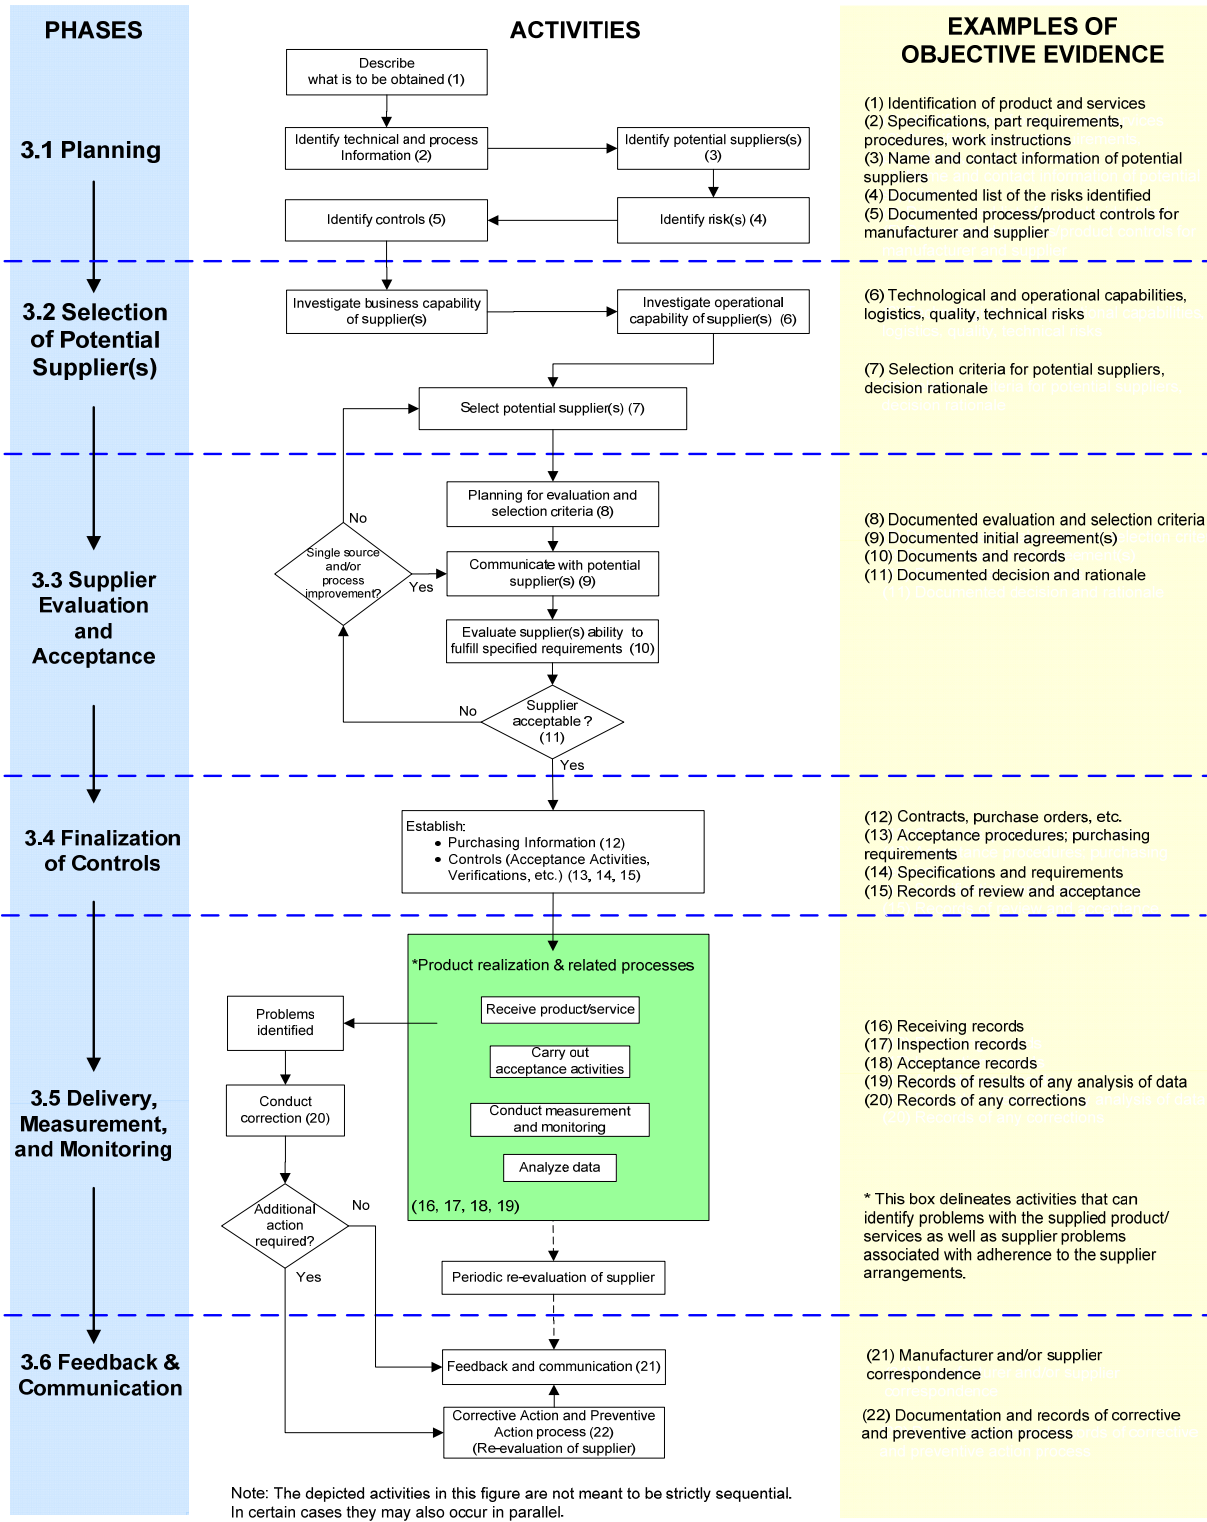 PHASES
ACTIVITIES
EXAMPLES OF
OBJECTIVE EVIDENCE
3.1 Planning
Describe
what is to be obtained (1)
Identify technical and process
Information (2)
Identify potential suppliers(s)
(3)
Identify controls (5)
Identify risk(s) (4)
(1) Identification of product and services
(2) Specifications, part requirements,
procedures, work instructions
(3) Name and contact information of potential
suppliers
(4) Documented list of the risks identified
(5) Documented process/product controls for
manufacturer and supplier
3.2 Selection
of Potential
Supplier(s)
Investigate business capability
of supplier(s)
Investigate operational
capability of supplier(s) (6)
Select potential supplier(s) (7)
(6) Technological and operational capabilities,
logistics, quality, technical risks
(7) Selection criteria for potential suppliers,
decision rationale
3.3 Supplier
Evaluation
and
Acceptance
Planning for evaluation and
selection criteria (8)
No
Single source
and/or
process
improvement?
Yes
Communicate with potential
supplier(s) (9)
Evaluate supplier(s) ability to
fulfill specified requirements (10)
No
Supplier
acceptable ?
(11)
Yes
(8) Documented evaluation and selection criteria
(9) Documented initial agreement(s)
(10) Documents and records
(11) Documented decision and rationale
3.4 Finalization
of Controls
Establish:
• Purchasing Information (12)
• Controls (Acceptance Activities,
Verifications, etc.) (13, 14, 15)
(12) Contracts, purchase orders, etc.
(13) Acceptance procedures; purchasing
requirements
(14) Specifications and requirements
(15) Records of review and acceptance
3.5 Delivery,
Measurement,
and Monitoring
*Product realization & related processes
Receive product/service
Carry out
acceptance activities
Conduct measurement
and monitoring
Analyze data
(16, 17, 18, 19)
Problems
identified
Conduct
correction (20)
Additional
action
required?
No
Yes
Periodic re-evaluation of supplier
(16) Receiving records
(17) Inspection records
(18) Acceptance records
(19) Records of results of any analysis of data
(20) Records of any corrections
* This box delineates activities that can
identify problems with the supplied product/
services as well as supplier problems
associated with adherence to the supplier
arrangements.
3.6 Feedback &
Communication
Feedback and communication (21)
Corrective Action and Preventive
Action process (22)
(Re-evaluation of supplier)
(21) Manufacturer and/or supplier
correspondence
(22) Documentation and records of corrective
and preventive action process
Note: The depicted activities in this figure are not meant to be strictly sequential.
In certain cases they may also occur in parallel.